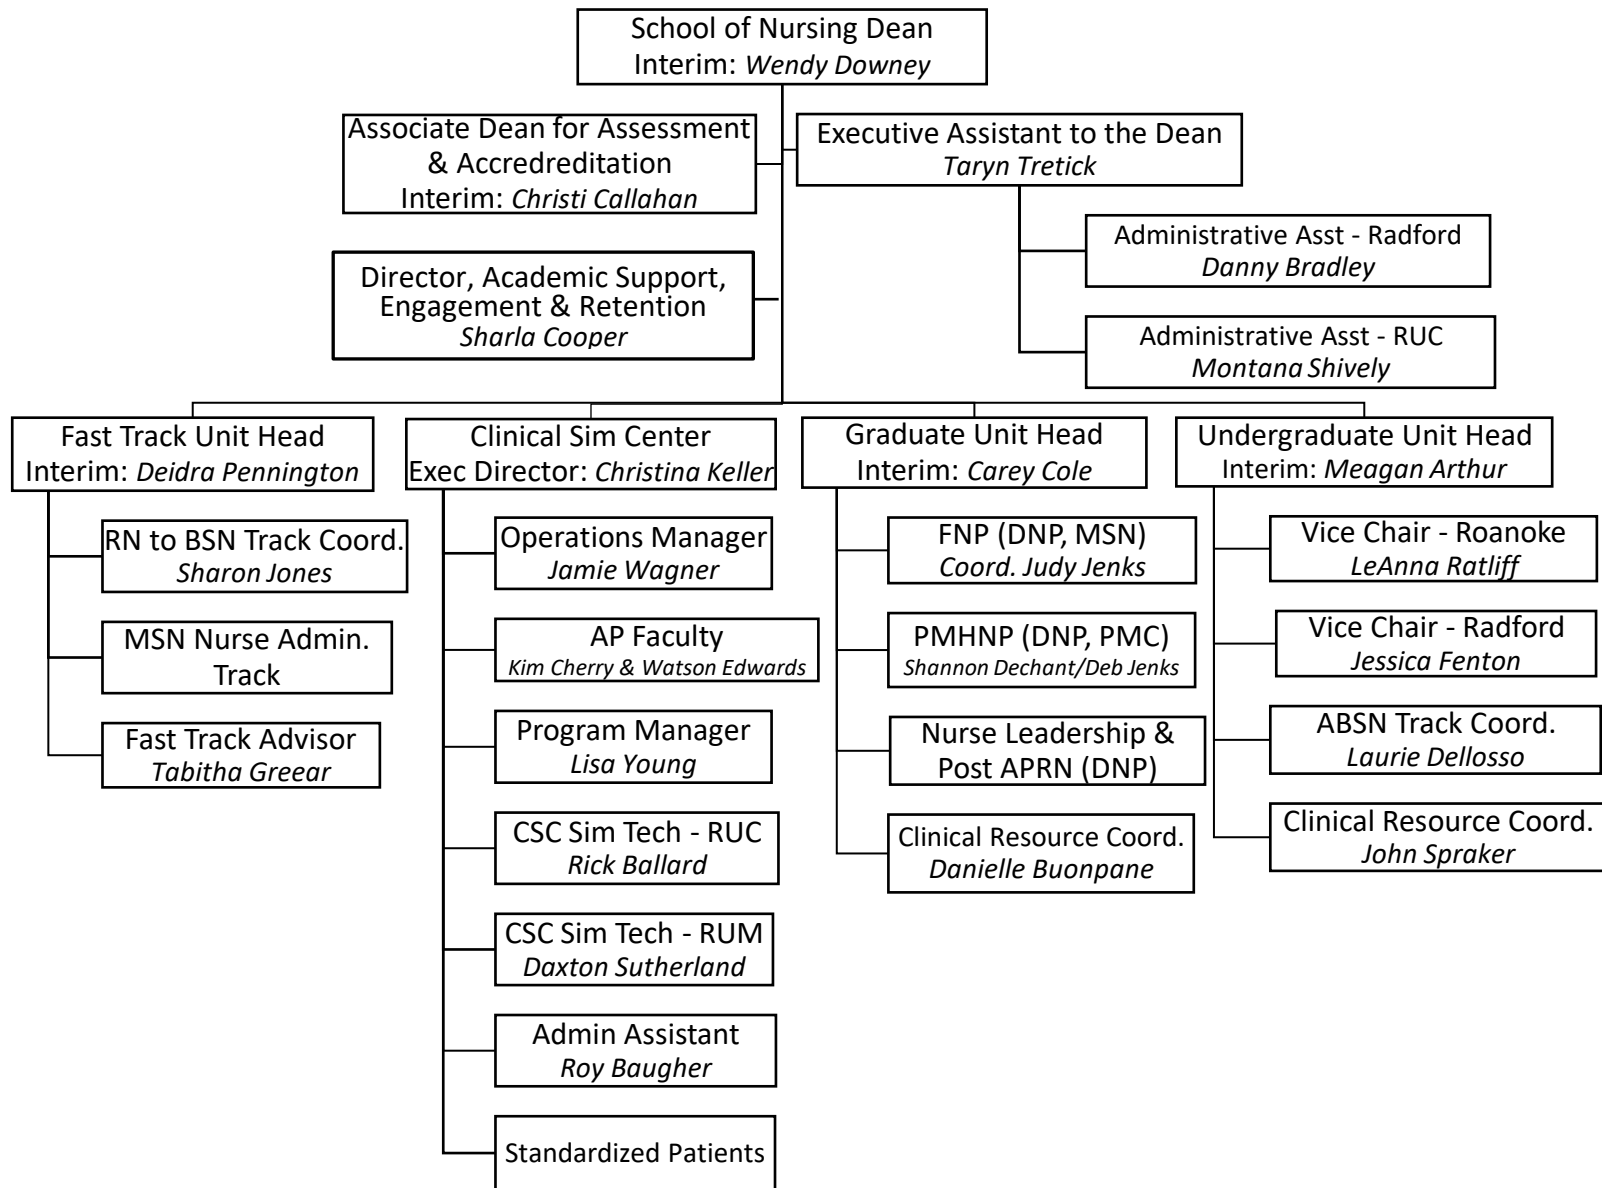 School of Nursing Dean
Interim: Wendy Downey
Associate Dean for Assessment
& Accredreditation
Interim: Christi Callahan
Executive Assistant to the Dean
Taryn Tretick
Administrative Asst - Radford
Danny Bradley
Director, Academic Support,
Engagement & Retention
Sharla Cooper
Administrative Asst - RUC
Montana Shively
Fast Track Unit Head
Interim: Deidra Pennington
RN to BSN Track Coord.
Sharon Jones
MSN Nurse Admin.
Track
Fast Track Advisor
Tabitha Greear
Clinical Sim Center
Exec Director: Christina Keller
Operations Manager
Jamie Wagner
AP Faculty
Kim Cherry & Watson Edwards
Program Manager
Lisa Young
CSC Sim Tech - RUC
Rick Ballard
CSC Sim Tech - RUM
Daxton Sutherland
Admin Assistant
Roy Baugher
Standardized Patients
Graduate Unit Head
Interim: Carey Cole
FNP (DNP, MSN)
Coord. Judy Jenks
PMHNP (DNP, PMC)
Shannon Dechant/Deb Jenks
Nurse Leadership &
Post APRN (DNP)
Clinical Resource Coord.
Danielle Buonpane
Undergraduate Unit Head
Interim: Meagan Arthur
Vice Chair - Roanoke
LeAnna Ratliff
Vice Chair - Radford
Jessica Fenton
ABSN Track Coord.
Laurie Dellosso
Clinical Resource Coord.
John Spraker